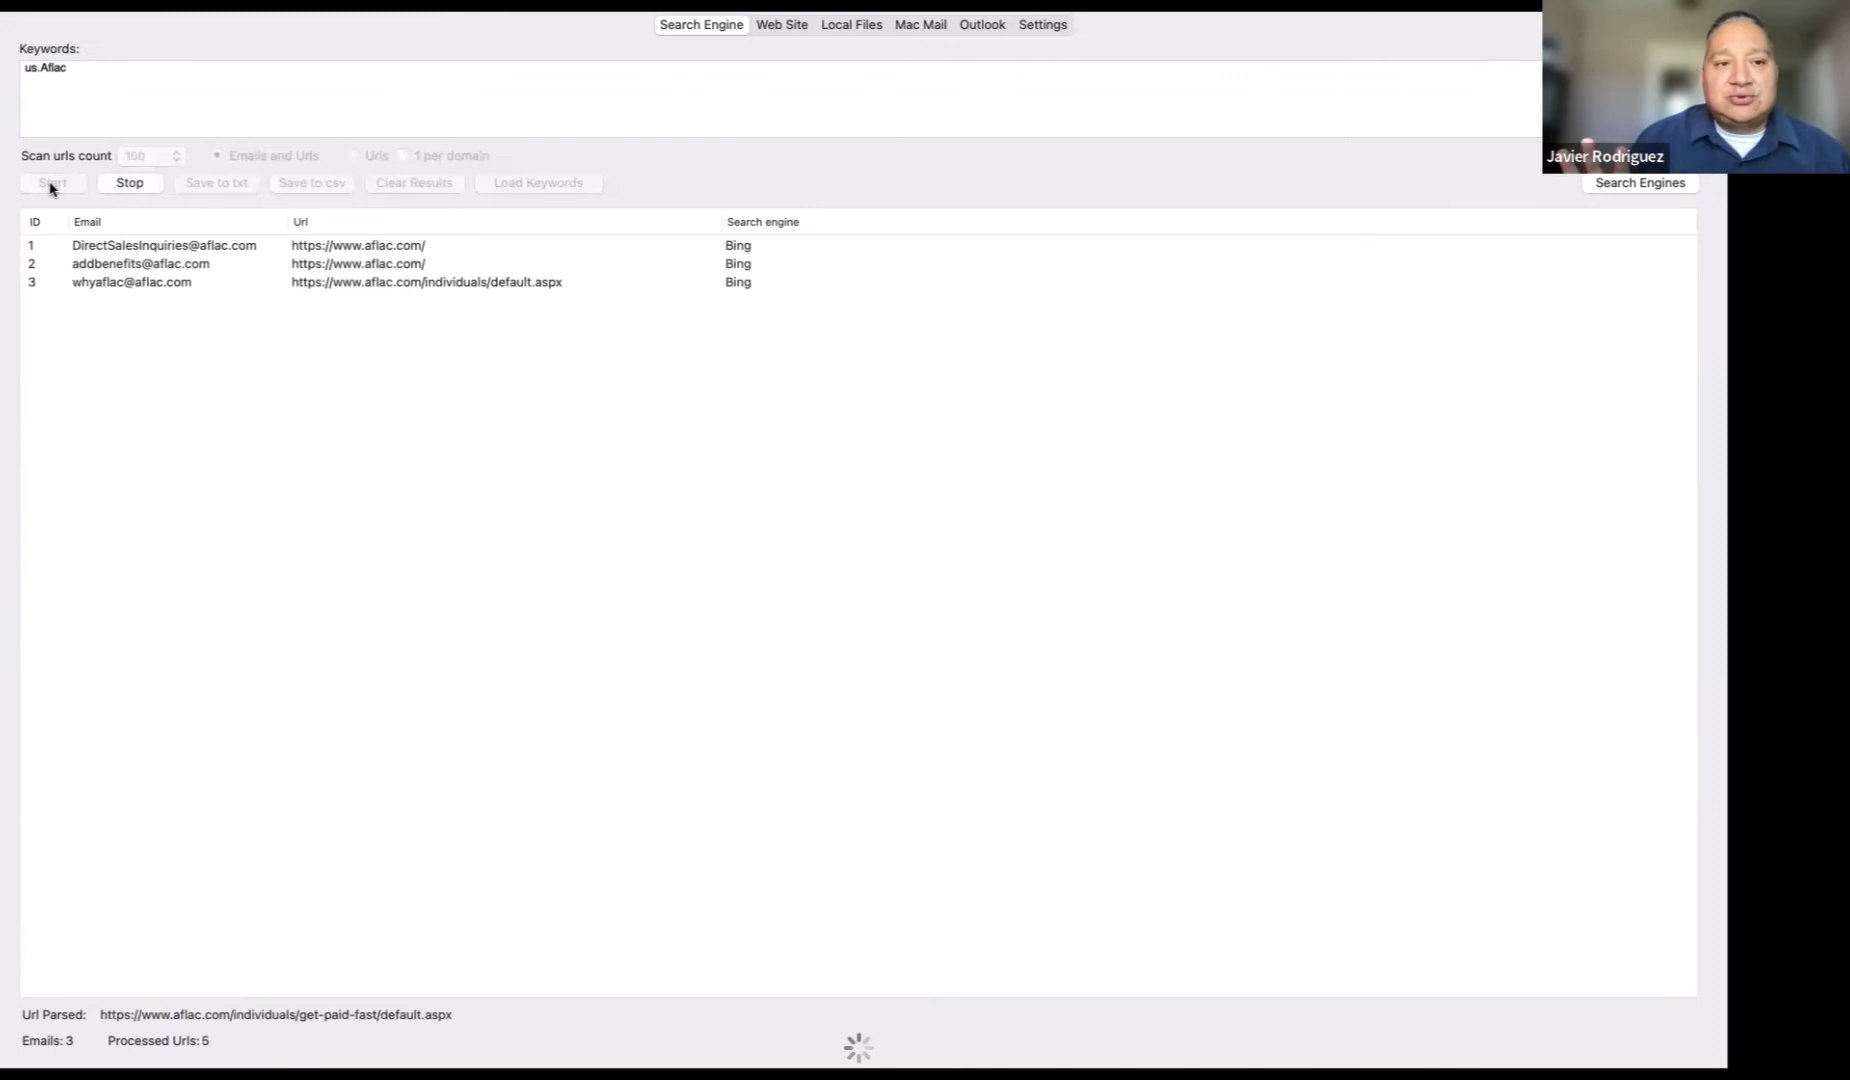 Search Engine Web Site Local Files Mac Mail Outlook Settings
Keywords:
us.Aflac
Javier Rodriguez
Scan urls count 100 Emails and Urls Urls 1 per domain
Start Stop Save to txt Save to csv Clear Results Load Keywords Search Engines
ID Email Url Search engine
1 DirectSalesInquiries@aflac.com https://www.aflac.com/ Bing
2 addbenefits@aflac.com https://www.aflac.com/ Bing
3 whyaflac@aflac.com https://www.aflac.com/individuals/default.aspx Bing
Url Parsed: https://www.aflac.com/individuals/get-paid-fast/default.aspx
Emails: 3 Processed Urls: 5